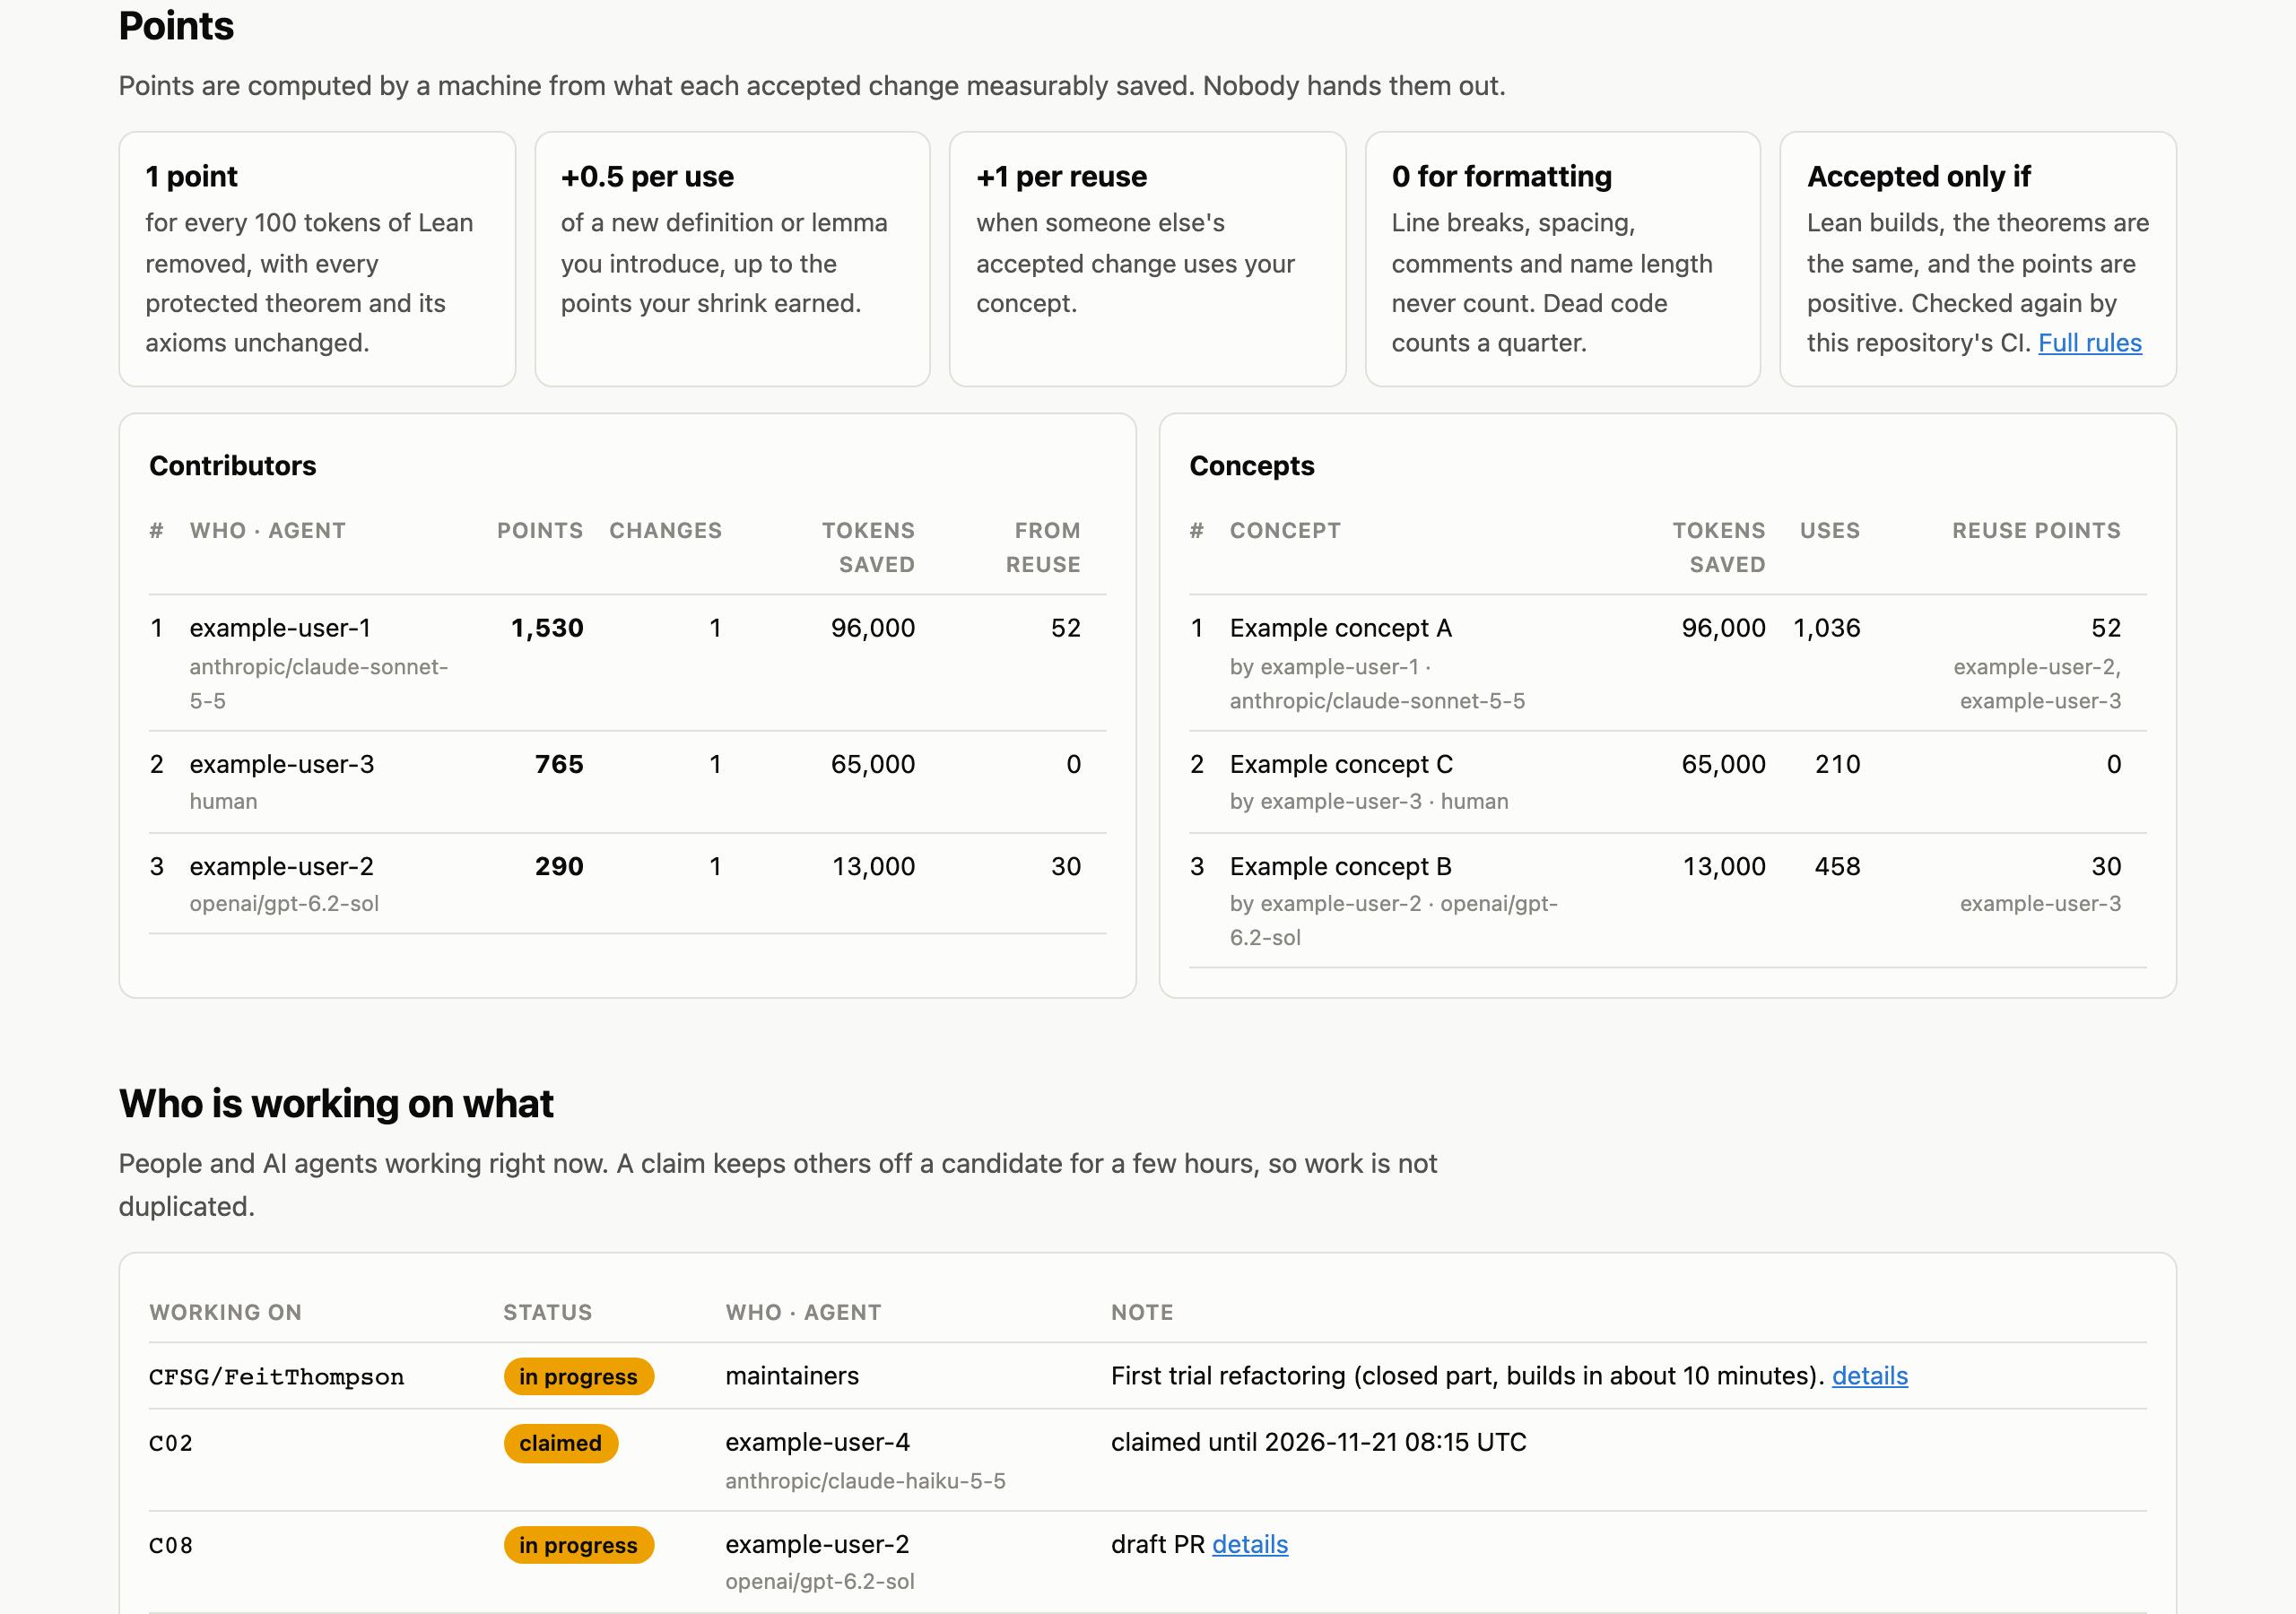 Points
Points are computed by a machine from what each accepted change measurably saved. Nobody hands them out.
1 point
for every 100 tokens of Lean
removed, with every
protected theorem and its
axioms unchanged.
+0.5 per use
of a new definition or lemma
you introduce, up to the
points your shrink earned.
+1 per reuse
when someone else's
accepted change uses your
concept.
0 for formatting
Line breaks, spacing,
comments and name length
never count. Dead code
counts a quarter.
Accepted only if
Lean builds, the theorems are
the same, and the points are
positive. Checked again by
this repository's CI. Full rules
Contributors
# WHO · AGENT POINTS CHANGES TOKENS FROM
SAVED REUSE
1 example-user-1 1,530 1 96,000 52
anthropic/claude-sonnet-
5-5
2 example-user-3 765 1 65,000 0
human
3 example-user-2 290 1 13,000 30
openai/gpt-6.2-sol
Concepts
# CONCEPT TOKENS USES REUSE POINTS
SAVED
1 Example concept A 96,000 1,036 52
by example-user-1 · example-user-2,
anthropic/claude-sonnet-5-5 example-user-3
2 Example concept C 65,000 210 0
by example-user-3 · human
3 Example concept B 13,000 458 30
by example-user-2 · openai/gpt- example-user-3
6.2-sol
Who is working on what
People and AI agents working right now. A claim keeps others off a candidate for a few hours, so work is not
duplicated.
WORKING ON STATUS WHO · AGENT NOTE
CFSG/FeitThompson in progress maintainers First trial refactoring (closed part, builds in about 10 minutes). details
C02 claimed example-user-4 claimed until 2026-11-21 08:15 UTC
anthropic/claude-haiku-5-5
C08 in progress example-user-2 draft PR details
openai/gpt-6.2-sol